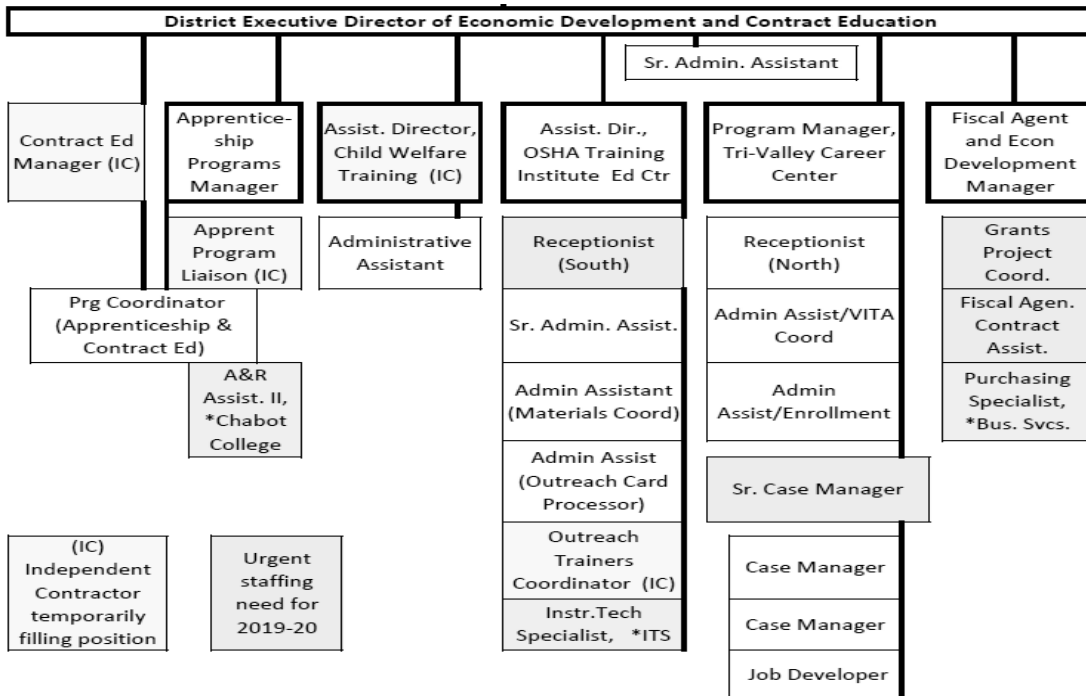 District Executive Director of Economic Development and Contract Education
Sr. Admin. Assistant
Contract Ed
Manager (IC)
Apprentice-
ship
Programs
Manager
Assist. Director,
Child Welfare
Training (IC)
Assist. Dir.,
OSHA Training
Institute Ed Ctr
Program Manager,
Tri-Valley Career
Center
Fiscal Agent
and Econ
Development
Manager
Apprent
Program
Liaison (IC)
Administrative
Assistant
Receptionist
(South)
Receptionist
(North)
Grants
Project
Coord.
Prg Coordinator
(Apprenticeship &
Contract Ed)
Sr. Admin. Assist.
Admin Assist/VITA
Coord
Fiscal Agen.
Contract
Assist.
A&R
Assist. II,
*Chabot
College
Admin Assistant
(Materials Coord)
Admin
Assist/Enrollment
Purchasing
Specialist,
*Bus. Svcs.
Admin Assist
(Outreach Card
Processor)
Sr. Case Manager
(IC)
Independent
Contractor
temporarily
filling position
Urgent
staffing
need for
2019-20
Outreach
Trainers
Coordinator (IC)
Case Manager
Instr.Tech
Specialist, *ITS
Case Manager
Job Developer